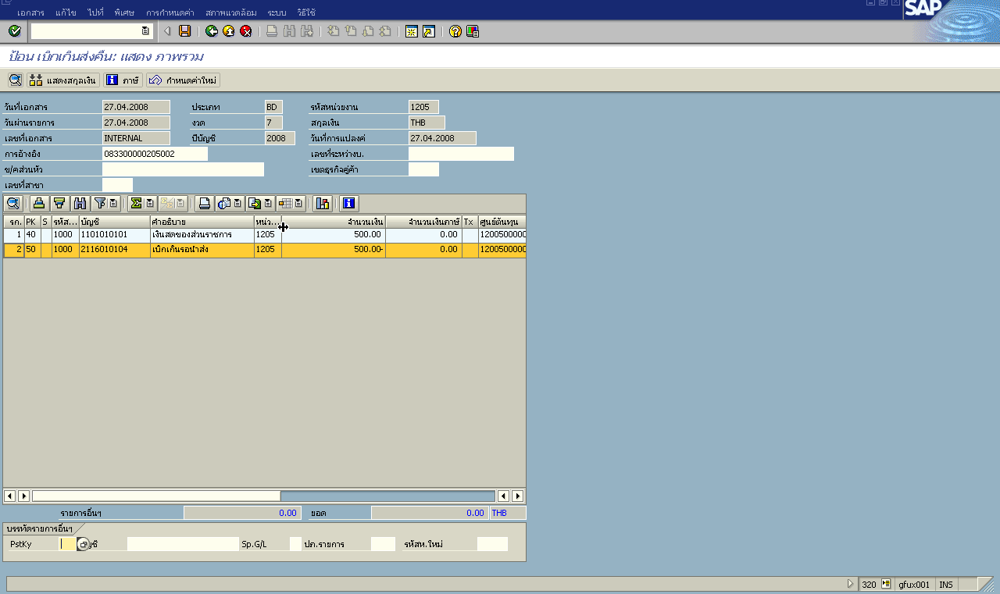 เอกสาร แก้ไข ไปที่ พิเศษ การกำหนดค่า สภาพแวดล้อม ระบบ วิธีใช้
SAP
ป้อน เบิกเกินส่งคืน: แสดง ภาพรวม
แสดงสกุลเงิน ภาษี กำหนดค่าใหม่
วันที่เอกสาร 27.04.2008 ประเภท BD รหัสหน่วยงาน 1205
วันผ่านรายการ 27.04.2008 งวด 7 สกุลเงิน THB
เลขที่เอกสาร INTERNAL ปีบัญชี 2008 วันที่การแปลงค่ 27.04.2008
การอ้างอิง 083300000205002 เลขที่ระหว่างบ.
ข/คส่วนหัว เขตธุรกิจคู่ค้า
เลขที่สาขา
รก. PK S รหัส... บัญชี คำอธิบาย หน่ว... จำนวนเงิน จำนวนเงินภาษี Tx ศูนย์ต้นทุน
1 40 1000 1101010101 เงินสดของส่วนราชการ 1205 500.00 0.00 1200500000
2 50 1000 2116010104 เบิกเกินรอนำส่ง 1205 500.00- 0.00 1200500000
รายการอื่นๆ 0.00 ยอด 0.00 THB
บรรทัดรายการอื่นๆ
PstKy ชี Sp.G/L ปภ.รายการ รหัสห.ใหม่
320 gfux001 INS